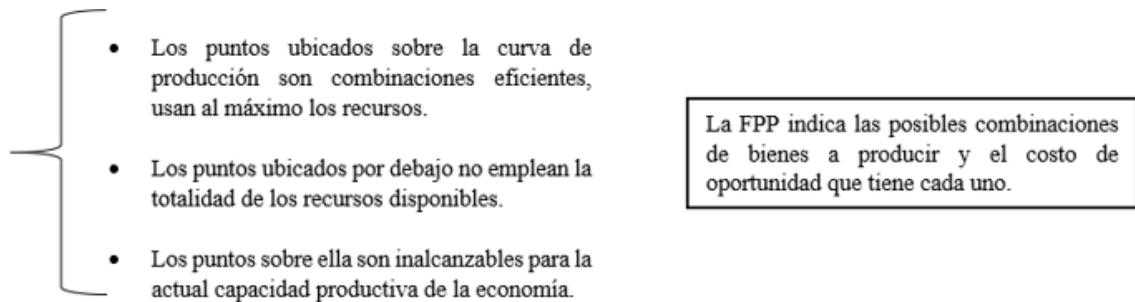 • Los puntos ubicados sobre la curva de
producción son combinaciones eficientes,
usan al máximo los recursos.
• Los puntos ubicados por debajo no emplean la
totalidad de los recursos disponibles.
• Los puntos sobre ella son inalcanzables para la
actual capacidad productiva de la economía.
La FPP indica las posibles combinaciones
de bienes a producir y el costo de
oportunidad que tiene cada uno.